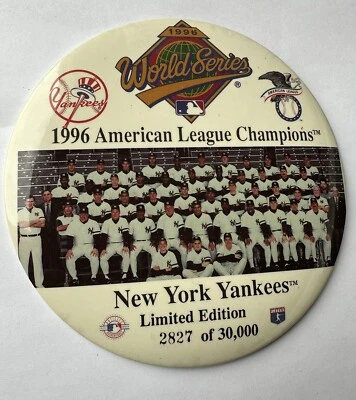 1996
World Series
Yankees
1996 American League Champions™
New York Yankees™
Limited Edition
2827 of 30,000